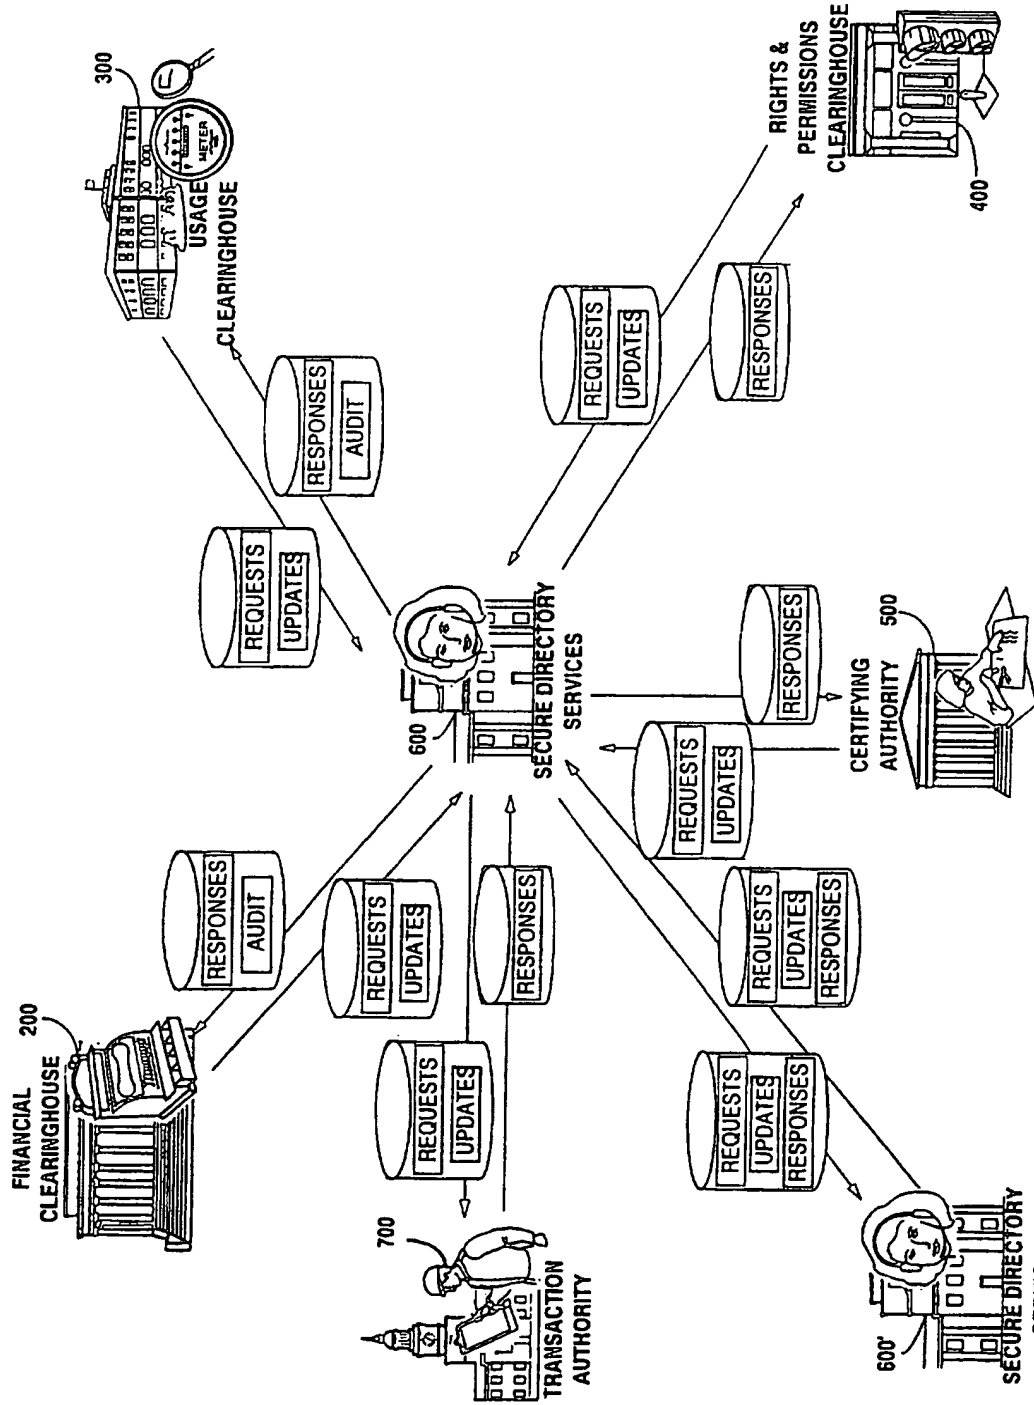 FINANCIAL
CLEARINGHOUSE
200
RESPONSES
AUDIT
REQUESTS
UPDATES
REQUESTS
UPDATES
RESPONSES
700
TRANSACTION
AUTHORITY
REQUESTS
UPDATES
RESPONSES
REQUESTS
UPDATES
RESPONSES
600'
SECURE DIRECTORY
600
SECURE DIRECTORY
SERVICES
REQUESTS
UPDATES
RESPONSES
AUDIT
300
METER
USAGE
CLEARINGHOUSE
REQUESTS
UPDATES
RESPONSES
RIGHTS &
PERMISSIONS
CLEARINGHOUSE
400
REQUESTS
UPDATES
RESPONSES
CERTIFYING
AUTHORITY
500